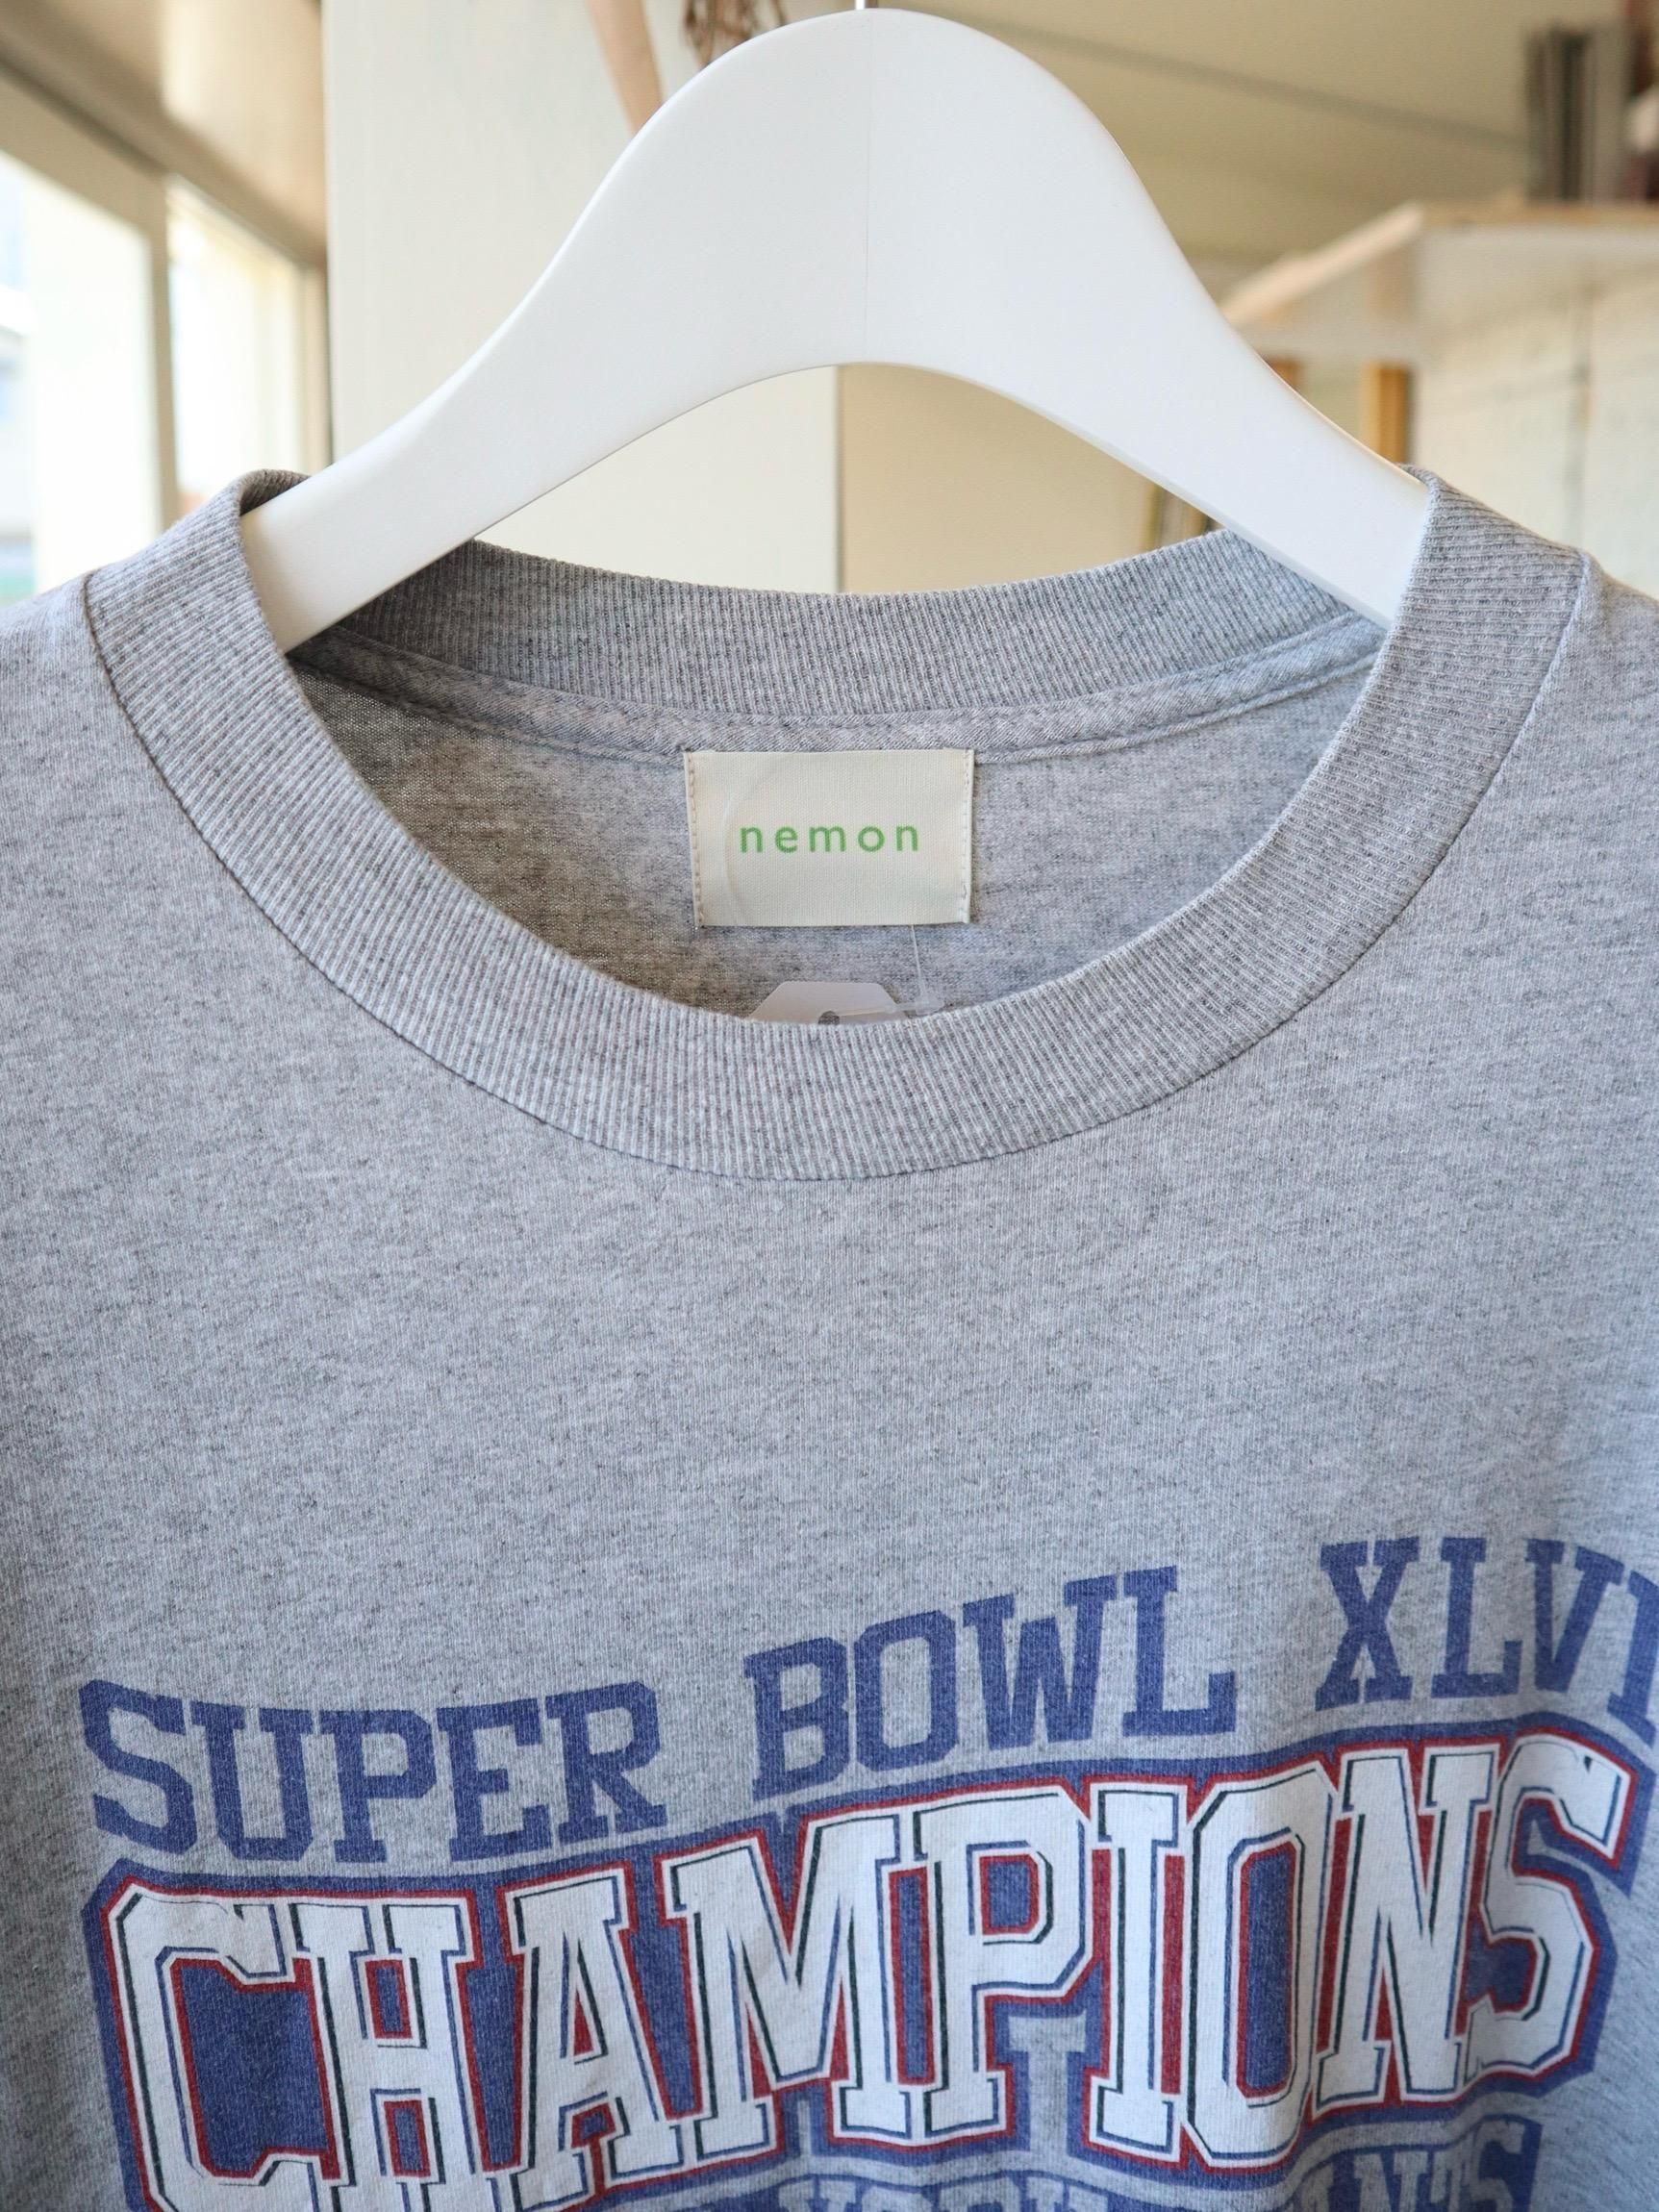 nemon
SUPER BOWL XLVI
CHAMPIONS